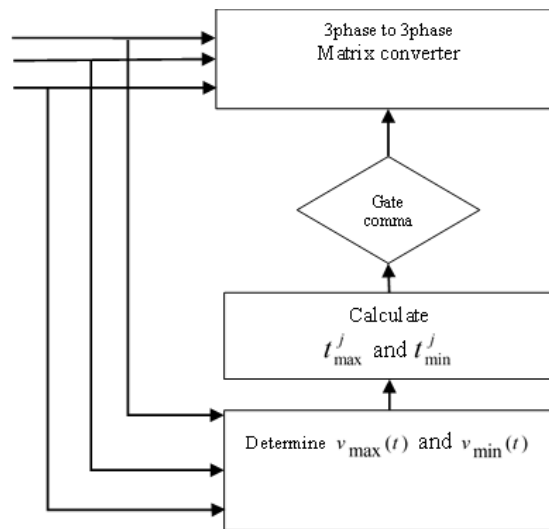 3phase to 3phase
Matrix converter
Gate
comma
Calculate
t^j_max and t^j_min
Determine v_max(t) and v_min(t)